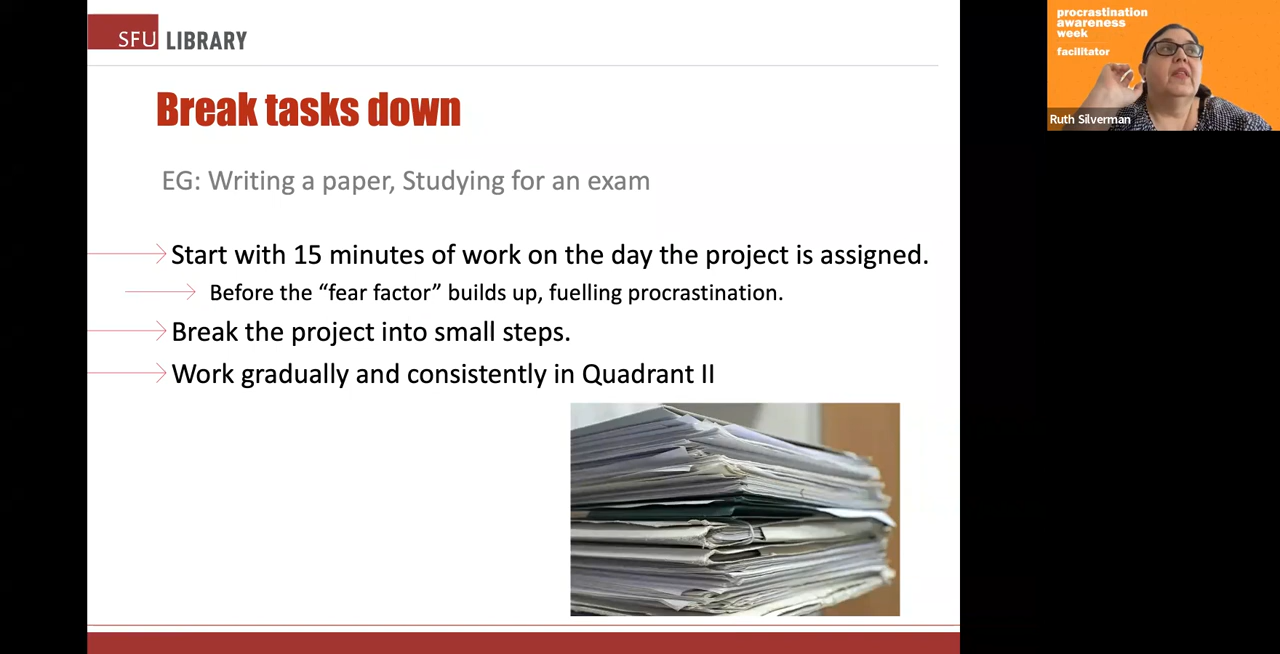 SFU LIBRARY
Break tasks down
EG: Writing a paper, Studying for an exam
Start with 15 minutes of work on the day the project is assigned.
Before the “fear factor” builds up, fuelling procrastination.
Break the project into small steps.
Work gradually and consistently in Quadrant II
procrastination
awareness
week
facilitator
Ruth Silverman